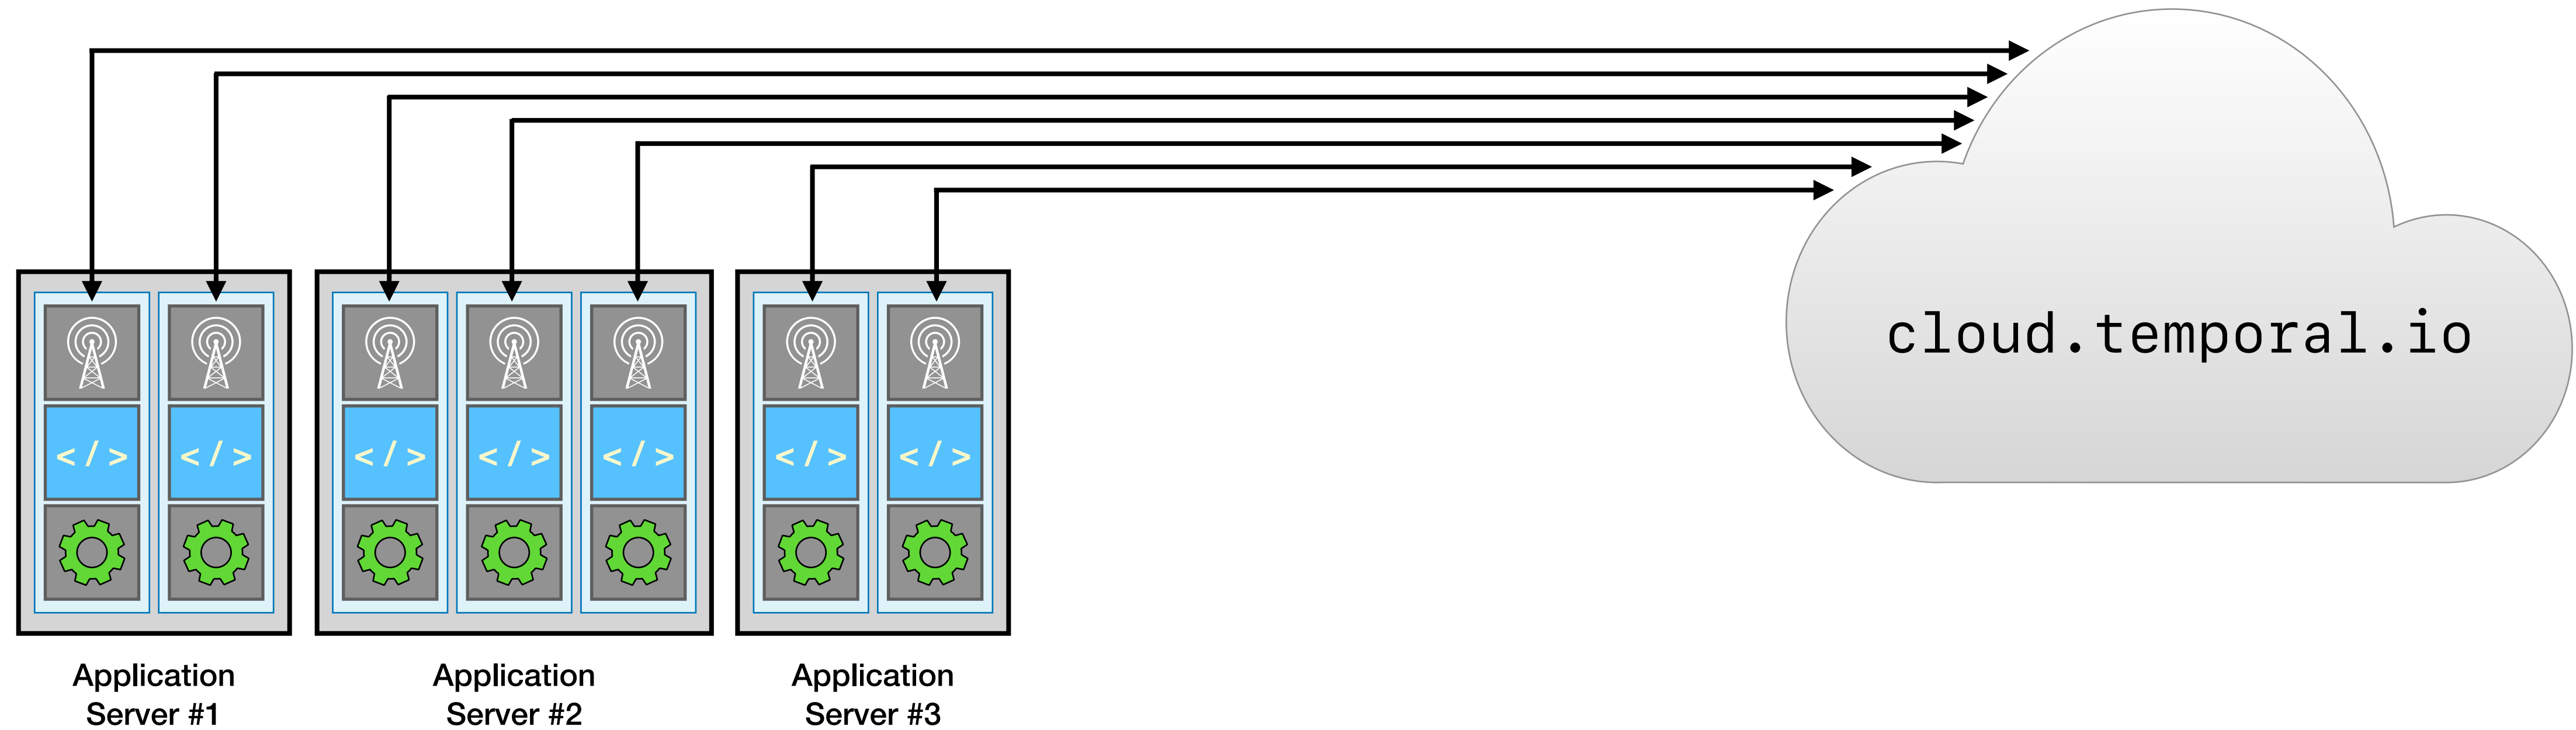 cloud.temporal.io
</> </> </> </> </> </> </>
Application
Server #1
Application
Server #2
Application
Server #3